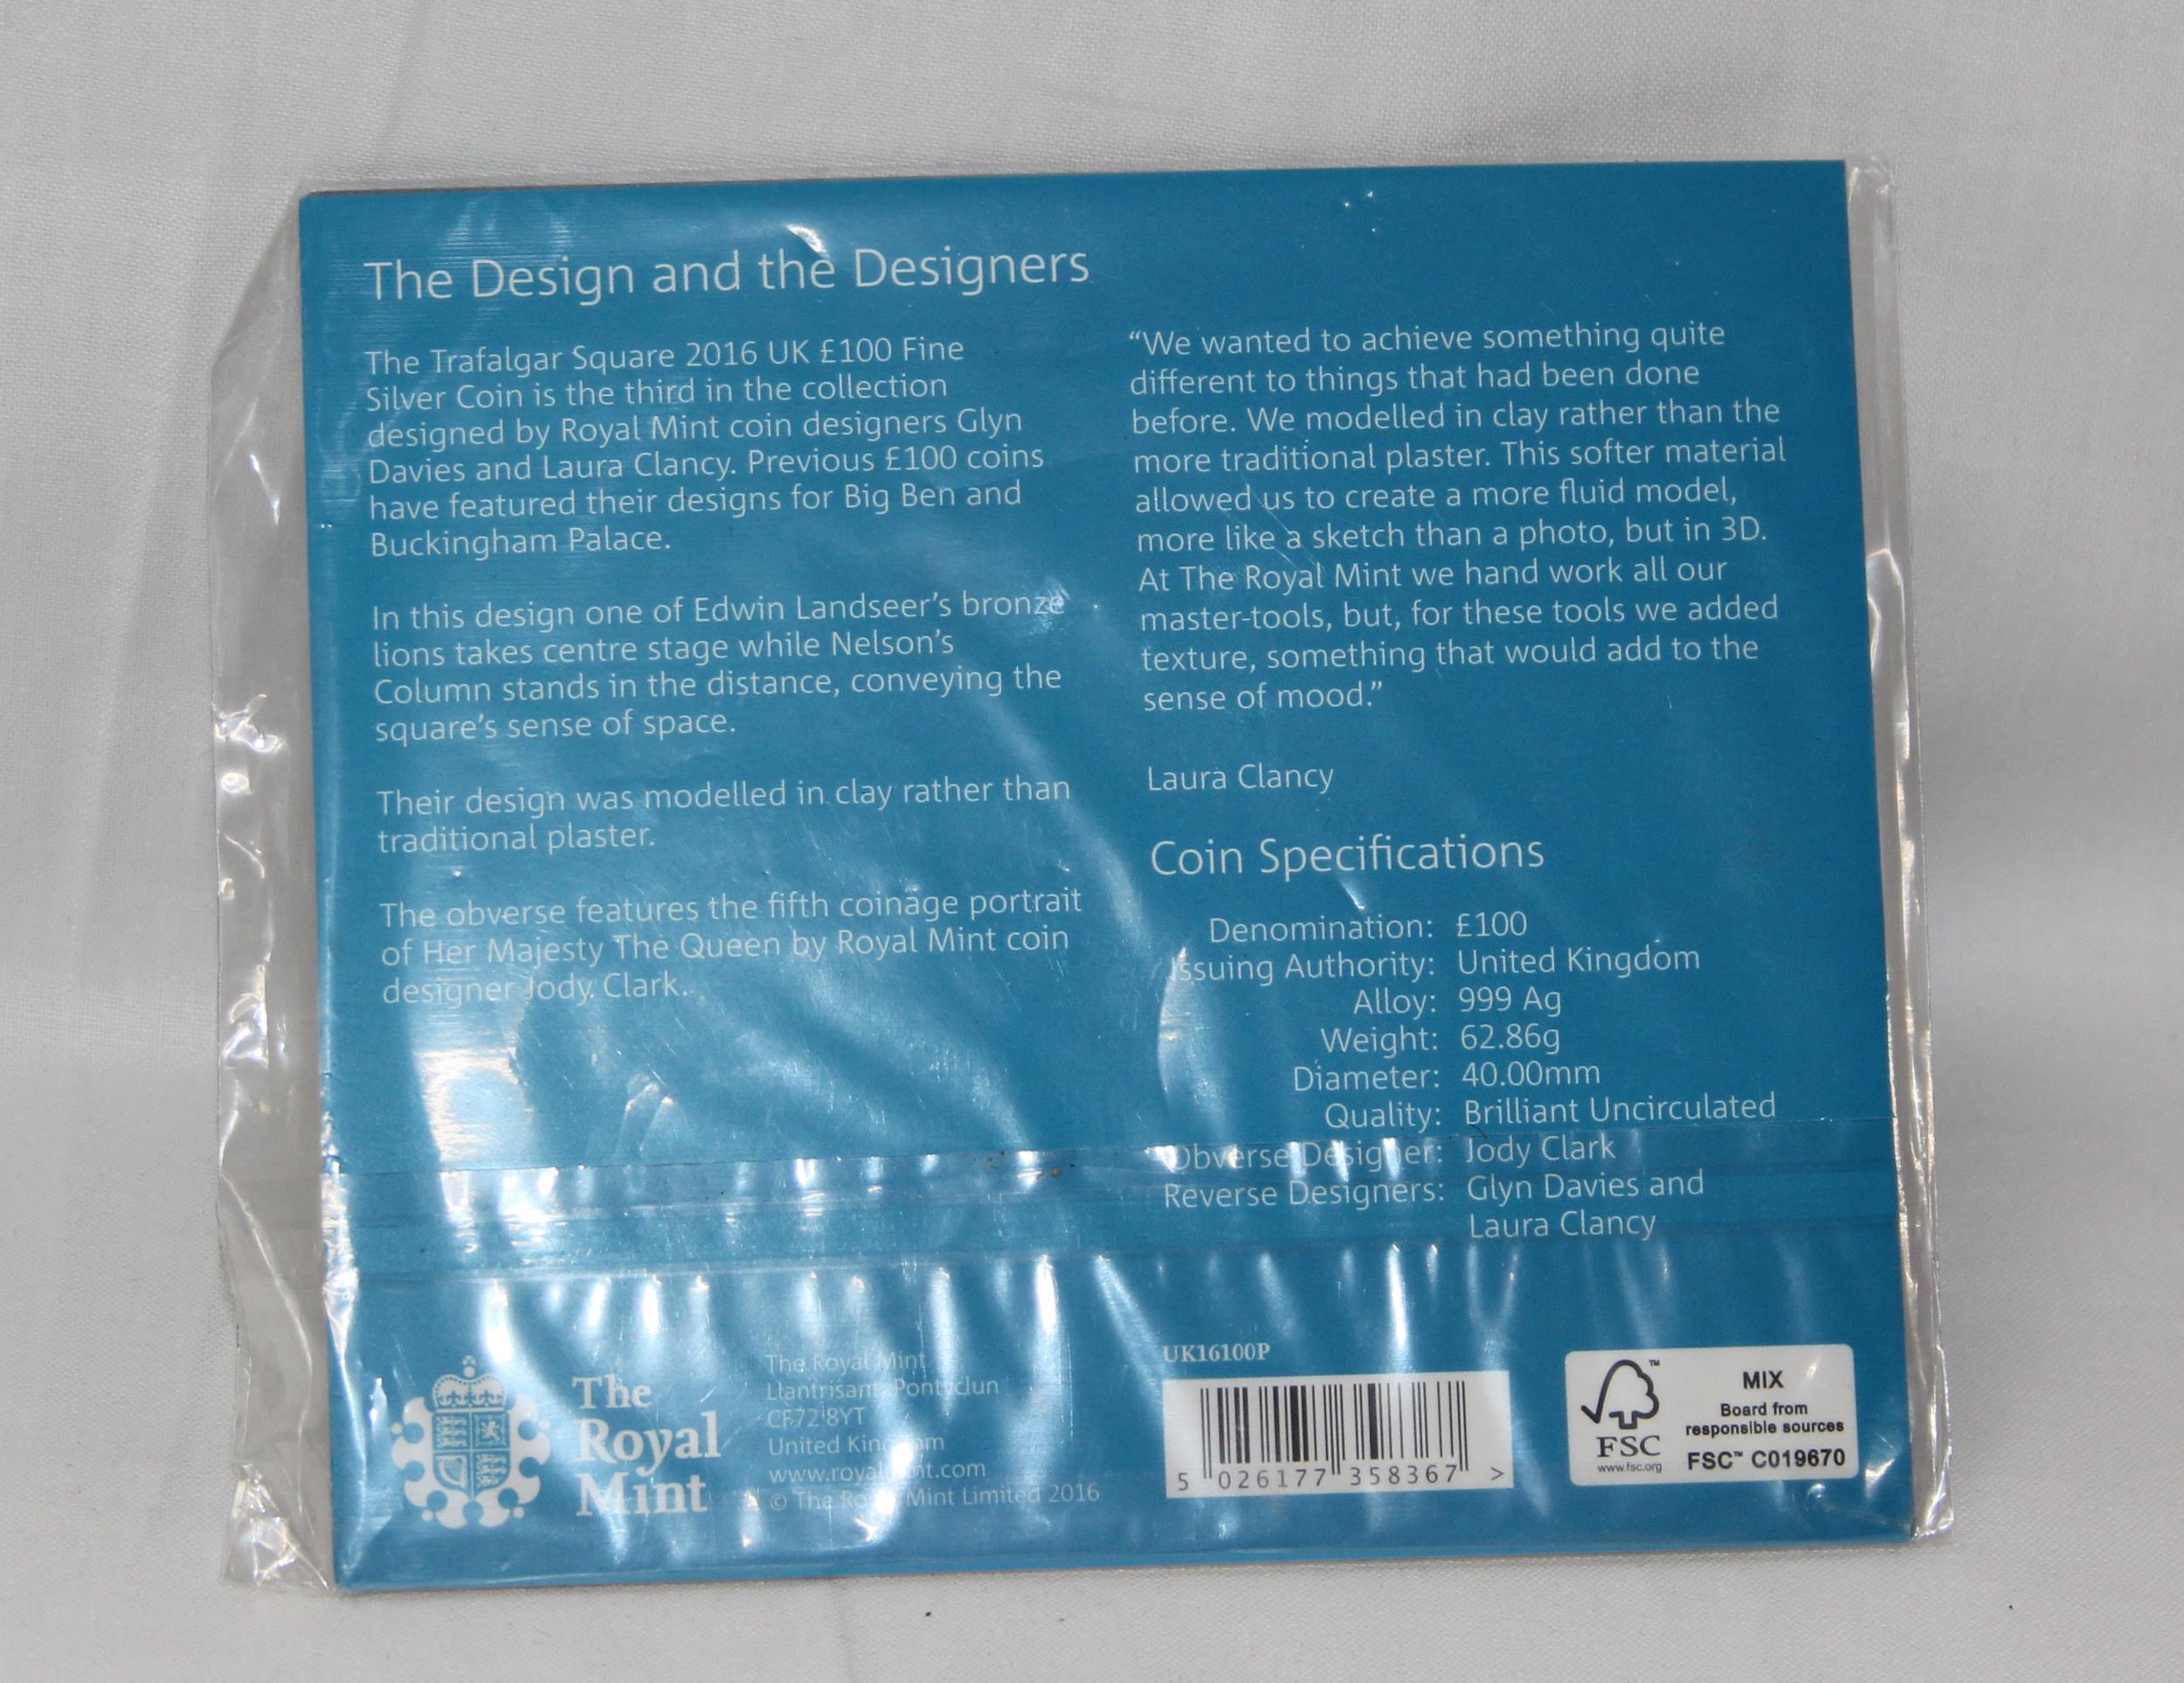 The Design and the Designers
The Trafalgar Square 2016 UK £100 Fine
Silver Coin is the third in the collection
designed by Royal Mint coin designers Glyn
Davies and Laura Clancy. Previous £100 coins
have featured their designs for Big Ben and
Buckingham Palace.
In this design one of Edwin Landseer's bronze
lions takes centre stage while Nelson's
Column stands in the distance, conveying the
square's sense of space.
Their design was modelled in clay rather than
traditional plaster.
The obverse features the fifth coinage portrait
of Her Majesty The Queen by Royal Mint coin
designer Jody Clark.
“We wanted to achieve something quite
different to things that had been done
before. We modelled in clay rather than the
more traditional plaster. This softer material
allowed us to create a more fluid model,
more like a sketch than a photo, but in 3D.
At The Royal Mint we hand work all our
master-tools, but, for these tools we added
texture, something that would add to the
sense of mood.”
Laura Clancy
Coin Specifications
Denomination: £100
Issuing Authority: United Kingdom
Alloy: 999 Ag
Weight: 62.86g
Diameter: 40.00mm
Quality: Brilliant Uncirculated
Obverse Designer: Jody Clark
Reverse Designers: Glyn Davies and
Laura Clancy
The
Royal
Mint
The Royal Mint
Llantrisant, Pontyclun
CF72 8YT
United Kingdom
www.royalmint.com
© The Royal Mint Limited 2016
UK16100P
5 026177 358367 >
FSC
www.fsc.org
MIX
Board from
responsible sources
FSC™ C019670